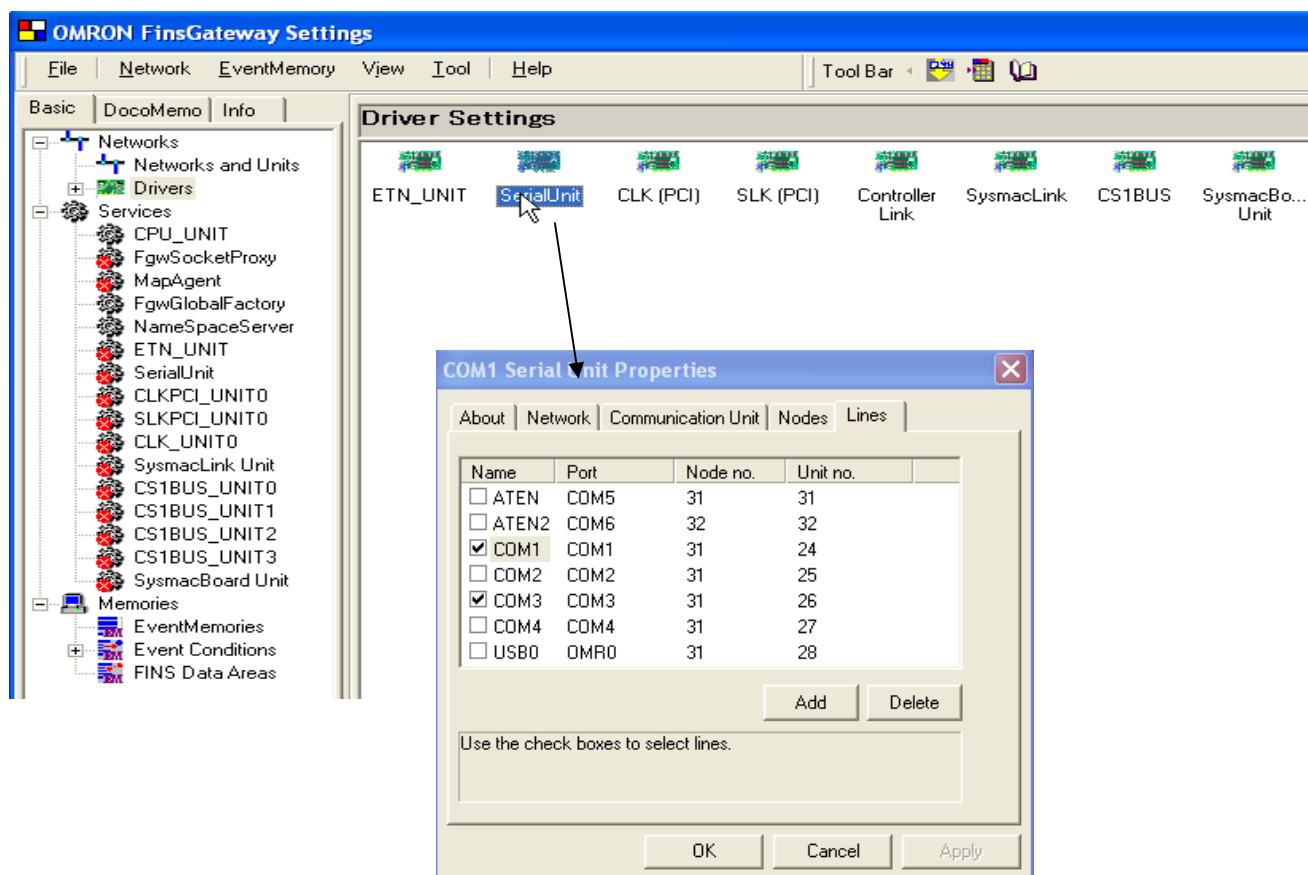 OMRON FinsGateway Settings
File Network EventMemory View Tool Help Tool Bar
Basic DocoMemo Info
Networks
Networks and Units
Drivers
Services
CPU_UNIT
FgwSocketProxy
MapAgent
FgwGlobalFactory
NameSpaceServer
ETN_UNIT
SerialUnit
CLKPCI_UNIT0
SLKPCI_UNIT0
CLK_UNIT0
SysmacLink Unit
CS1BUS_UNIT0
CS1BUS_UNIT1
CS1BUS_UNIT2
CS1BUS_UNIT3
SysmacBoard Unit
Memories
EventMemories
Event Conditions
FINS Data Areas
Driver Settings
ETN_UNIT SerialUnit CLK (PCI) SLK (PCI) Controller Link SysmacLink CS1BUS SysmacBo... Unit
COM1 Serial Unit Properties
About Network Communication Unit Nodes Lines
Name Port Node no. Unit no.
ATEN COM5 31 31
ATEN2 COM6 32 32
COM1 COM1 31 24
COM2 COM2 31 25
COM3 COM3 31 26
COM4 COM4 31 27
USB0 OMR0 31 28
Add Delete
Use the check boxes to select lines.
OK Cancel Apply